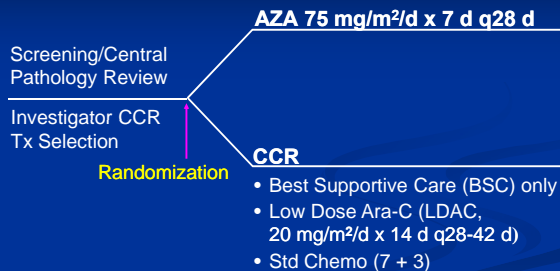 AZA 75 mg/m²/d x 7 d q28 d
Screening/Central
Pathology Review
Investigator CCR
Tx Selection
Randomization
CCR
• Best Supportive Care (BSC) only
• Low Dose Ara-C (LDAC,
20 mg/m²/d x 14 d q28-42 d)
• Std Chemo (7 + 3)